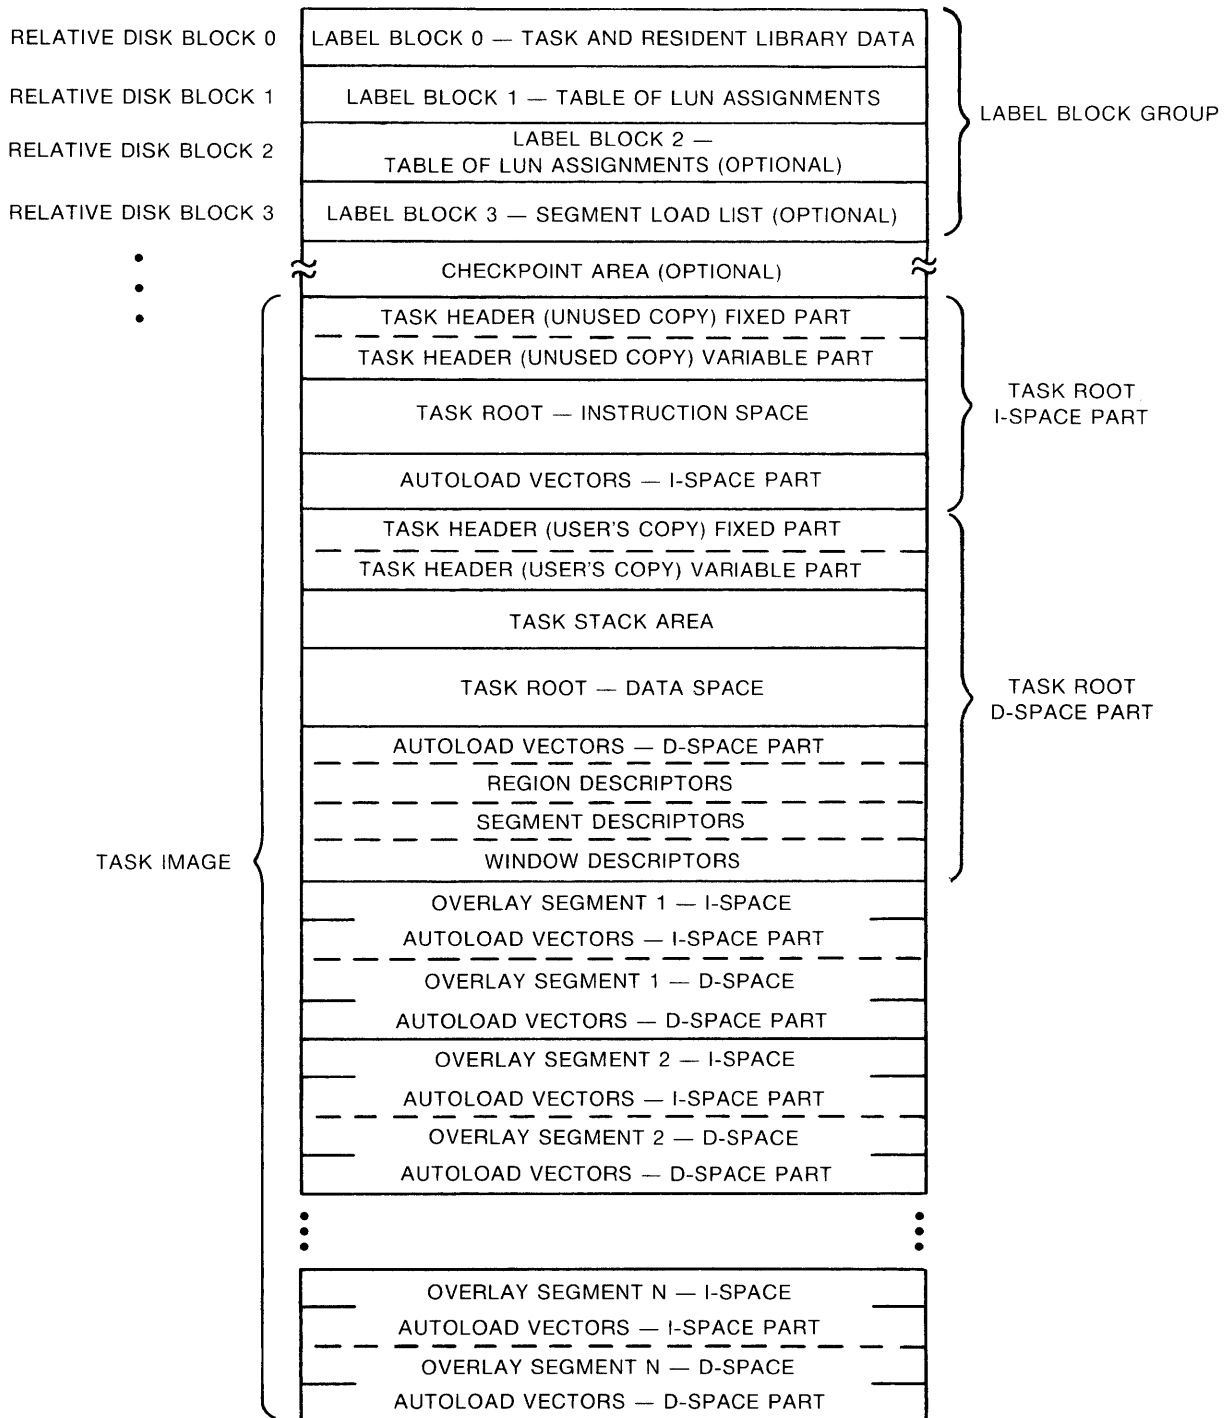 RELATIVE DISK BLOCK 0
LABEL BLOCK 0 — TASK AND RESIDENT LIBRARY DATA
RELATIVE DISK BLOCK 1
LABEL BLOCK 1 — TABLE OF LUN ASSIGNMENTS
LABEL BLOCK GROUP
RELATIVE DISK BLOCK 2
LABEL BLOCK 2 —
TABLE OF LUN ASSIGNMENTS (OPTIONAL)
RELATIVE DISK BLOCK 3
LABEL BLOCK 3 — SEGMENT LOAD LIST (OPTIONAL)
CHECKPOINT AREA (OPTIONAL)
TASK HEADER (UNUSED COPY) FIXED PART
TASK HEADER (UNUSED COPY) VARIABLE PART
TASK ROOT — INSTRUCTION SPACE
TASK ROOT
I-SPACE PART
AUTOLOAD VECTORS — I-SPACE PART
TASK HEADER (USER'S COPY) FIXED PART
TASK HEADER (USER'S COPY) VARIABLE PART
TASK STACK AREA
TASK ROOT — DATA SPACE
TASK ROOT
D-SPACE PART
AUTOLOAD VECTORS — D-SPACE PART
REGION DESCRIPTORS
SEGMENT DESCRIPTORS
WINDOW DESCRIPTORS
TASK IMAGE
OVERLAY SEGMENT 1 — I-SPACE
AUTOLOAD VECTORS — I-SPACE PART
OVERLAY SEGMENT 1 — D-SPACE
AUTOLOAD VECTORS — D-SPACE PART
OVERLAY SEGMENT 2 — I-SPACE
AUTOLOAD VECTORS — I-SPACE PART
OVERLAY SEGMENT 2 — D-SPACE
AUTOLOAD VECTORS — D-SPACE PART
OVERLAY SEGMENT N — I-SPACE
AUTOLOAD VECTORS — I-SPACE PART
OVERLAY SEGMENT N — D-SPACE
AUTOLOAD VECTORS — D-SPACE PART